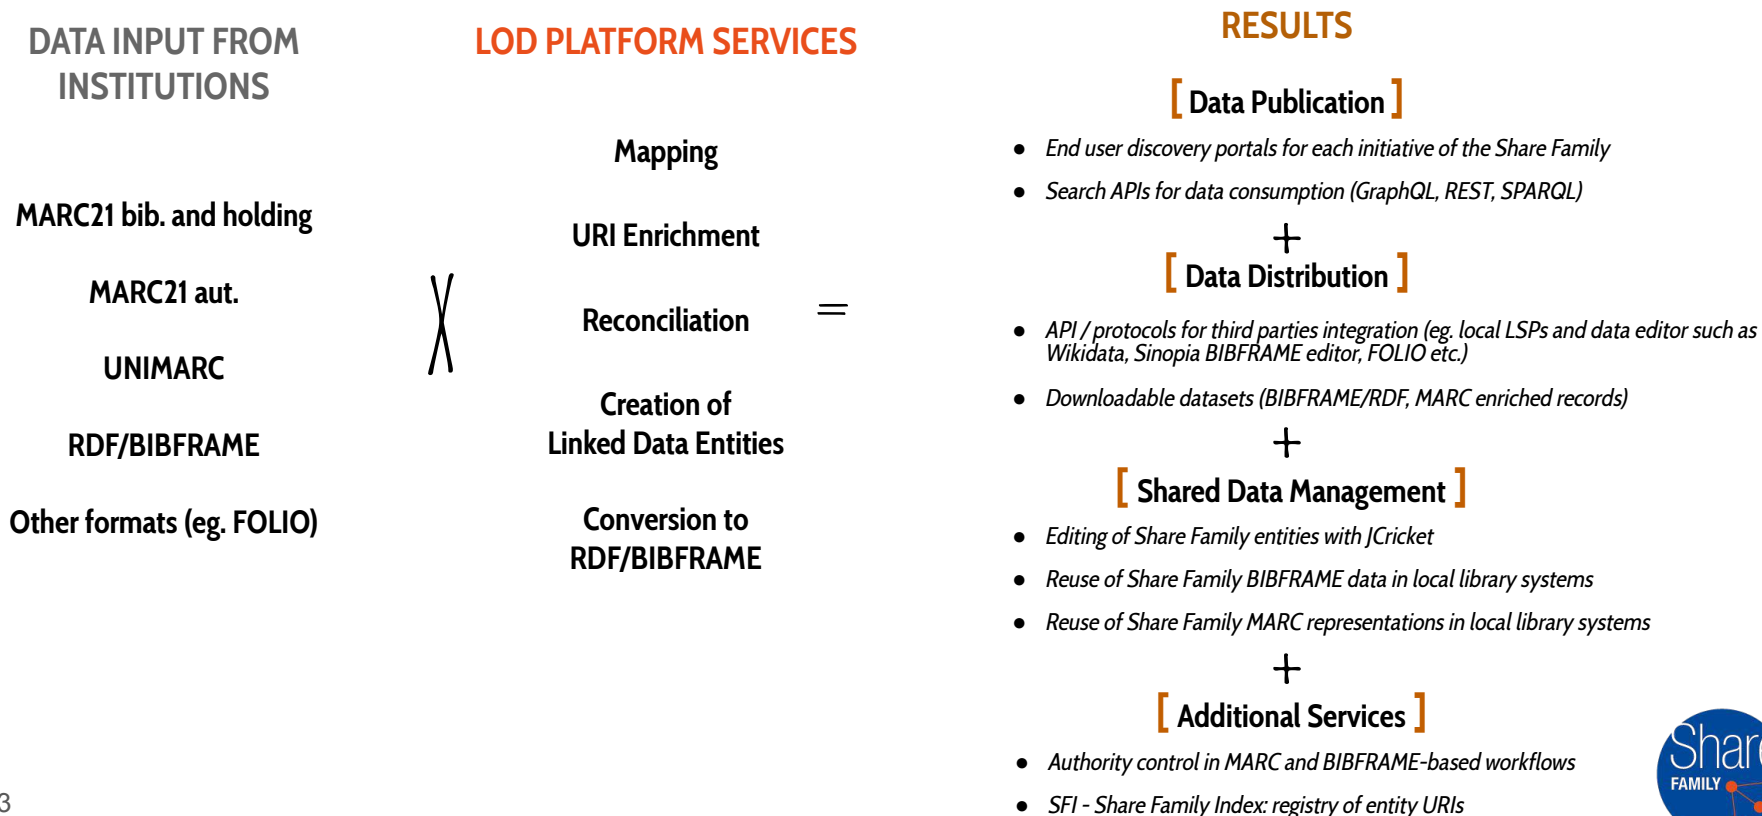 DATA INPUT FROM
INSTITUTIONS
MARC21 bib. and holding
MARC21 aut.
UNIMARC
RDF/BIBFRAME
Other formats (eg. FOLIO)
X
LOD PLATFORM SERVICES
Mapping
URI Enrichment
Reconciliation
Creation of
Linked Data Entities
Conversion to
RDF/BIBFRAME
=
RESULTS
[ Data Publication ]
● End user discovery portals for each initiative of the Share Family
● Search APIs for data consumption (GraphQL, REST, SPARQL)
+
[ Data Distribution ]
● API / protocols for third parties integration (eg. local LSPs and data editor such as
Wikidata, Sinopia BIBFRAME editor, FOLIO etc.)
● Downloadable datasets (BIBFRAME/RDF, MARC enriched records)
+
[ Shared Data Management ]
● Editing of Share Family entities with JCricket
● Reuse of Share Family BIBFRAME data in local library systems
● Reuse of Share Family MARC representations in local library systems
+
[ Additional Services ]
● Authority control in MARC and BIBFRAME-based workflows
● SFI - Share Family Index: registry of entity URIs
Share
FAMILY
3